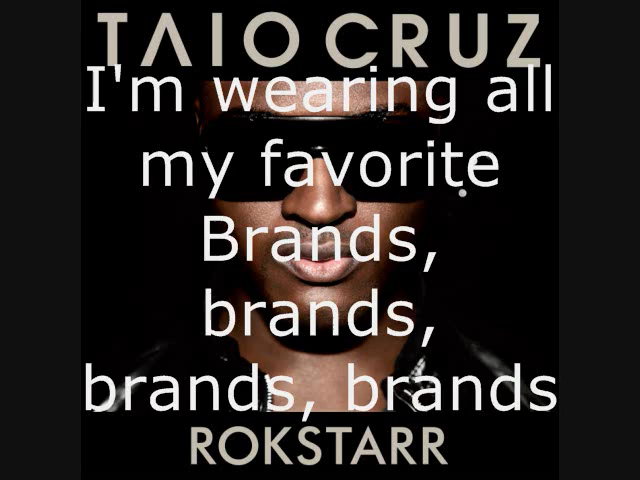 TAIO CRUZ
I'm wearing all
my favorite
Brands,
brands,
brands, brands
ROKSTARR